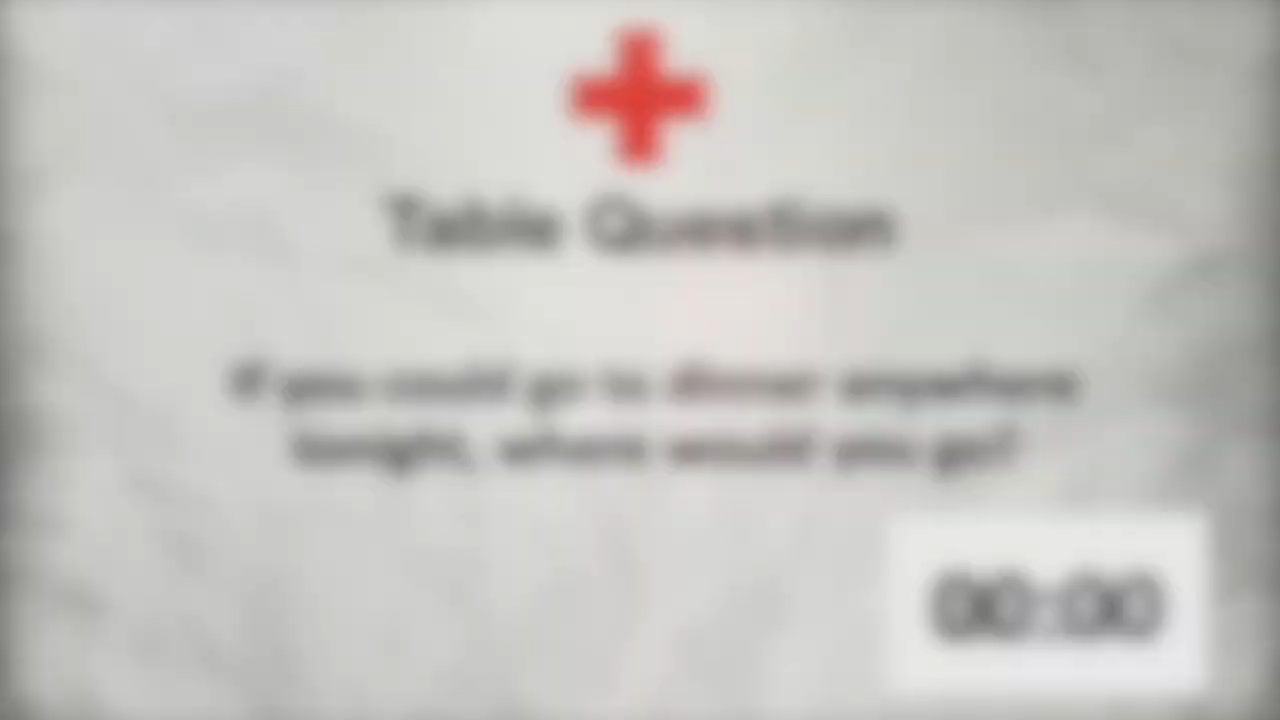 Table Question
If you could go to dinner anywhere
tonight, where would you go?
00:00